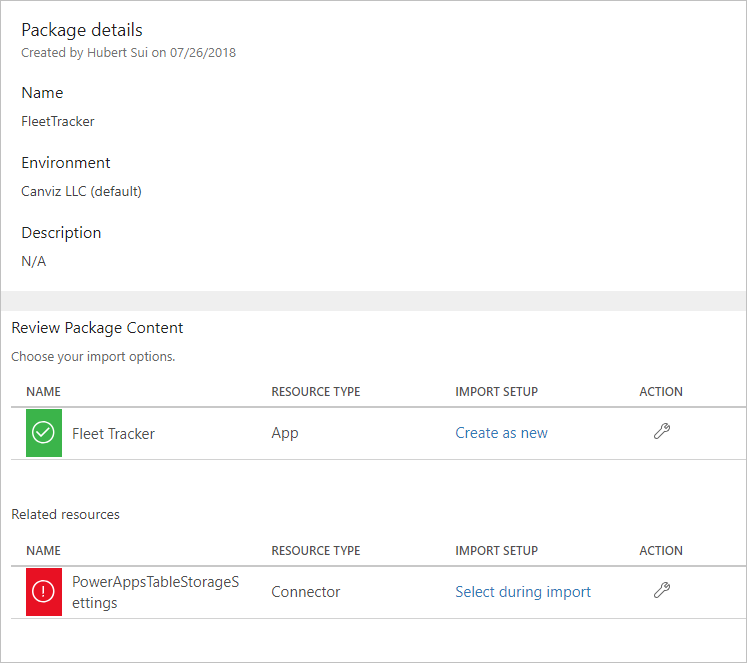 Package details
Created by Hubert Sui on 07/26/2018
Name
FleetTracker
Environment
Canviz LLC (default)
Description
N/A
Review Package Content
Choose your import options.
NAME RESOURCE TYPE IMPORT SETUP ACTION
Fleet Tracker App Create as new
Related resources
NAME RESOURCE TYPE IMPORT SETUP ACTION
PowerAppsTableStorageS
ettings Connector Select during import